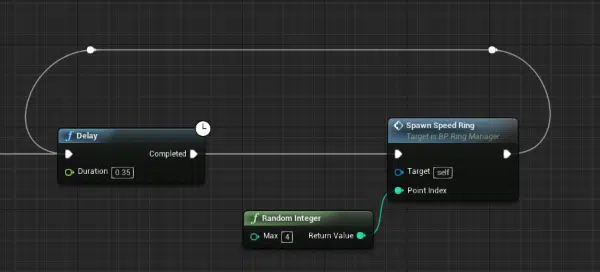 Delay
Completed
Duration 0.35
Spawn Speed Ring
Target is BP Ring Manager
Target self
Point Index
Random Integer
Max 4 Return Value